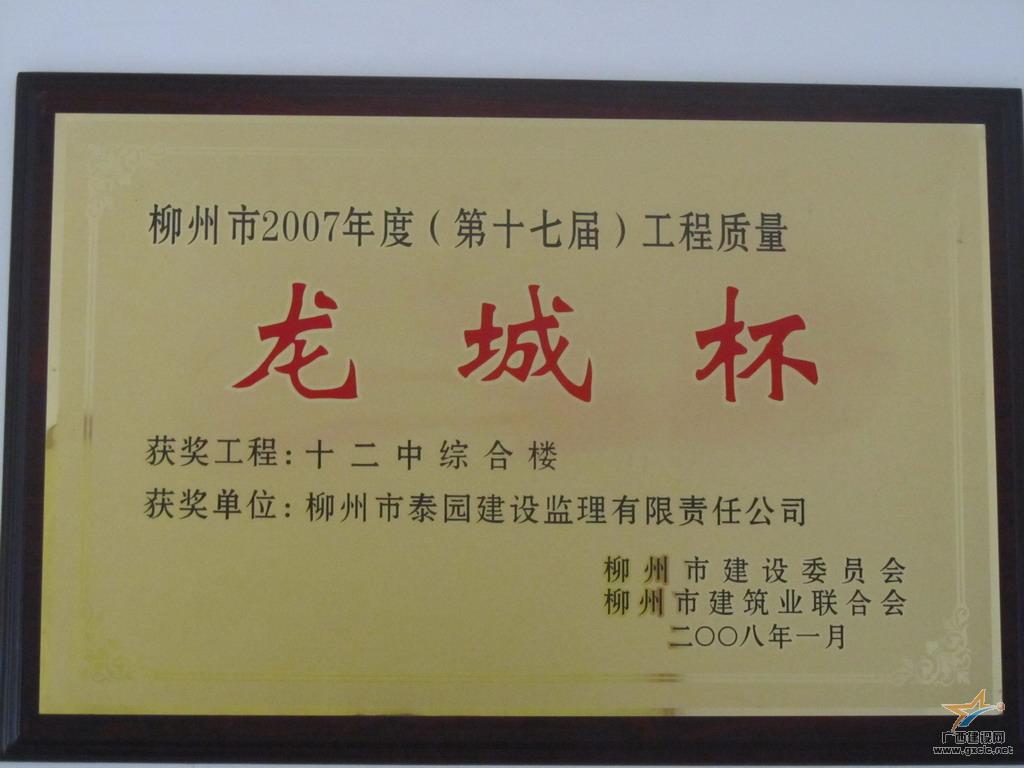 柳州市2007年度（第十七届）工程质量
龙城杯
获奖工程：十二中综合楼
获奖单位：柳州市泰园建设监理有限责任公司
柳州市建设委员会
柳州市建筑业联合会
二〇〇八年一月
广西建设网
www.gxcic.net